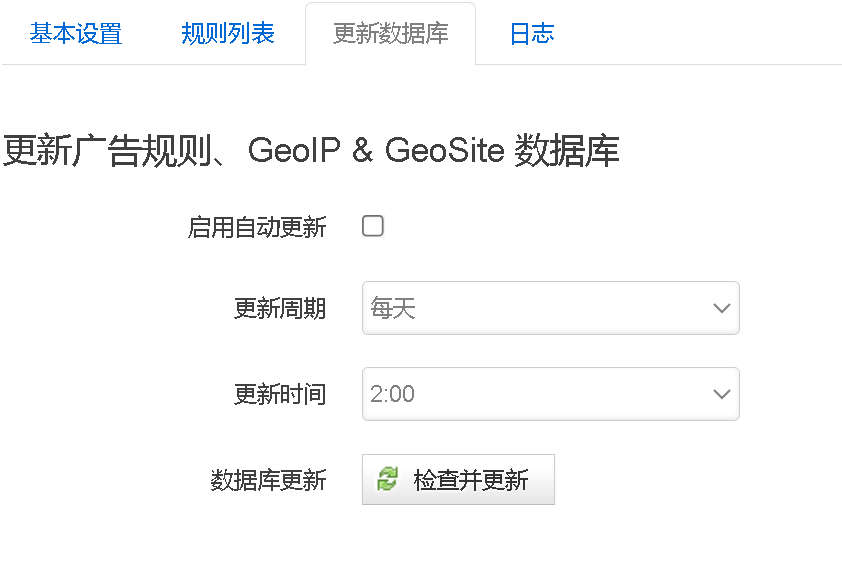 基本设置 规则列表 更新数据库 日志
更新广告规则、GeoIP & GeoSite 数据库
启用自动更新
更新周期 每天
更新时间 2:00
数据库更新 检查并更新